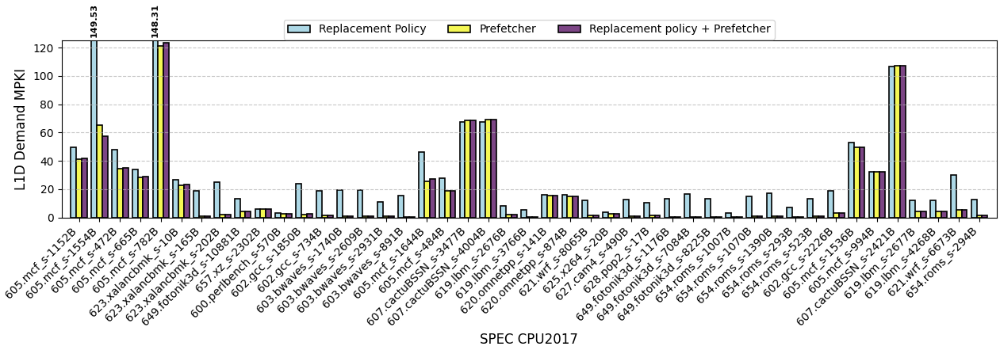 149.53
148.31
Replacement Policy
Prefetcher
Replacement policy + Prefetcher
L1D Demand MPKI
120
100
80
60
40
20
0
605.mcf_s-1152B
605.mcf_s-1554B
605.mcf_s-472B
605.mcf_s-665B
605.mcf_s-782B
623.xalancbmk_s-10B
623.xalancbmk_s-165B
623.xalancbmk_s-202B
649.fotonik3d_s-10881B
657.xz_s-2302B
600.perlbench_s-570B
602.gcc_s-1850B
602.gcc_s-734B
603.bwaves_s-1740B
603.bwaves_s-2609B
603.bwaves_s-2931B
603.bwaves_s-891B
605.mcf_s-1644B
605.mcf_s-484B
607.cactuBSSN_s-3477B
607.cactuBSSN_s-4004B
619.lbm_s-2676B
619.lbm_s-3766B
620.omnetpp_s-141B
620.omnetpp_s-874B
621.wrf_s-8065B
625.x264_s-20B
627.cam4_s-490B
628.pop2_s-17B
649.fotonik3d_s-1176B
649.fotonik3d_s-7084B
649.fotonik3d_s-8225B
654.roms_s-1007B
654.roms_s-1070B
654.roms_s-1390B
654.roms_s-293B
654.roms_s-523B
602.gcc_s-2226B
605.mcf_s-1536B
605.mcf_s-994B
607.cactuBSSN_s-2421B
619.lbm_s-2677B
619.lbm_s-4268B
621.wrf_s-6673B
654.roms_s-294B
SPEC CPU2017